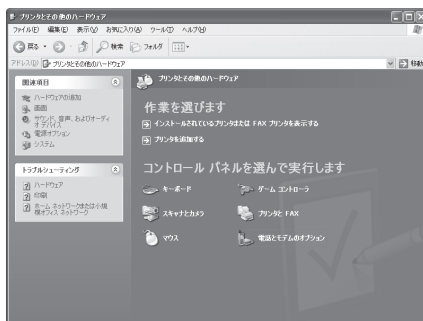 プリンタとその他のハードウェア
ファイル(F) 編集(E) 表示(V) お気に入り(A) ツール(T) ヘルプ(H)
戻る 検索 フォルダ
アドレス(D) プリンタとその他のハードウェア 移動
関連項目
ハードウェアの追加
画面
サウンド、音声、およびオーディオ デバイス
電源オプション
システム
トラブルシューティング
ハードウェア
印刷
ホーム ネットワークまたは小規模オフィス ネットワーク
プリンタとその他のハードウェア
作業を選びます
インストールされているプリンタまたは FAX プリンタを表示する
プリンタを追加する
コントロール パネルを選んで実行します
キーボード ゲーム コントローラ
スキャナとカメラ プリンタと FAX
マウス 電話とモデムのオプション